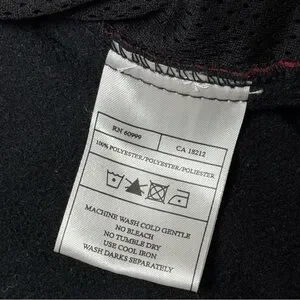 RN 60999 CA 18212
100% POLYESTER/POLYESTER/POLIESTER
MACHINE WASH COLD GENTLE
NO BLEACH
NO TUMBLE DRY
USE COOL IRON
WASH DARKS SEPARATELY